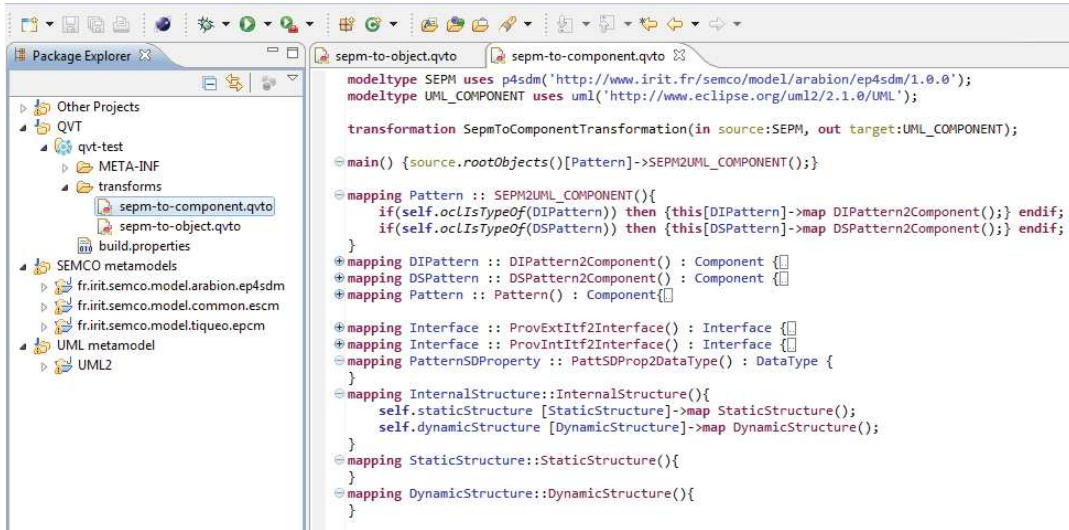 Package Explorer
Other Projects
QVT
qvt-test
META-INF
transforms
sepm-to-component.qvto
sepm-to-object.qvto
build.properties
SEMCO metamodels
fr.irit.semco.model.arabion.ep4sdm
fr.irit.semco.model.common.escm
fr.irit.semco.model.tiqueo.epcm
UML metamodel
UML2
sepm-to-object.qvto
sepm-to-component.qvto
modeltype SEPM uses p4sdm('http://www.irit.fr/semco/model/arabion/ep4sdm/1.0.0');
modeltype UML_COMPONENT uses uml('http://www.eclipse.org/uml2/2.1.0/UML');
transformation SepmToComponentTransformation(in source:SEPM, out target:UML_COMPONENT);
main() {source.rootObjects()[Pattern]->SEPM2UML_COMPONENT();}
mapping Pattern :: SEPM2UML_COMPONENT(){
if(self.oclIsTypeOf(DIPattern)) then {this[DIPattern]->map DIPattern2Component();} endif;
if(self.oclIsTypeOf(DSPattern)) then {this[DSPattern]->map DSPattern2Component();} endif;
}
mapping DIPattern :: DIPattern2Component() : Component {
mapping DSPattern :: DSPattern2Component() : Component {
mapping Pattern :: Pattern() : Component{
mapping Interface :: ProvExtItf2Interface() : Interface {
mapping Interface :: ProvIntItf2Interface() : Interface {
mapping PatternSDProperty :: PattSDProp2DataType() : DataType {
}
mapping InternalStructure::InternalStructure(){
self.staticStructure [StaticStructure]->map StaticStructure();
self.dynamicStructure [DynamicStructure]->map DynamicStructure();
}
mapping StaticStructure::StaticStructure(){
}
mapping DynamicStructure::DynamicStructure(){
}